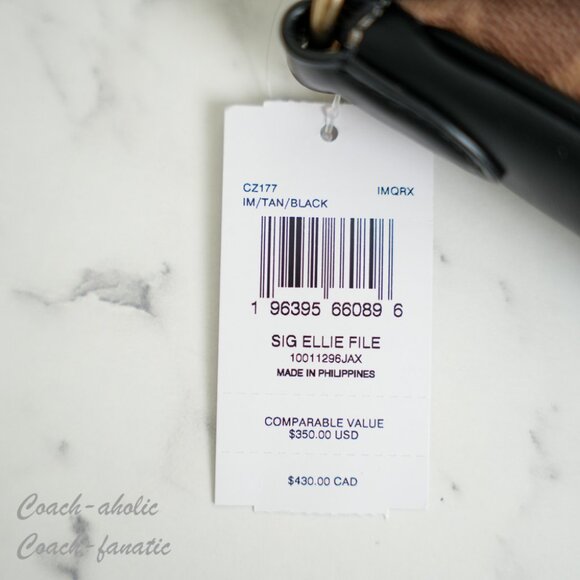 CZ177 IMQRX
IM/TAN/BLACK
1 96395 66089 6
SIG ELLIE FILE
10011296JAX
MADE IN PHILIPPINES
COMPARABLE VALUE
$350.00 USD
$430.00 CAD
Coach-aholic
Coach-fanatic